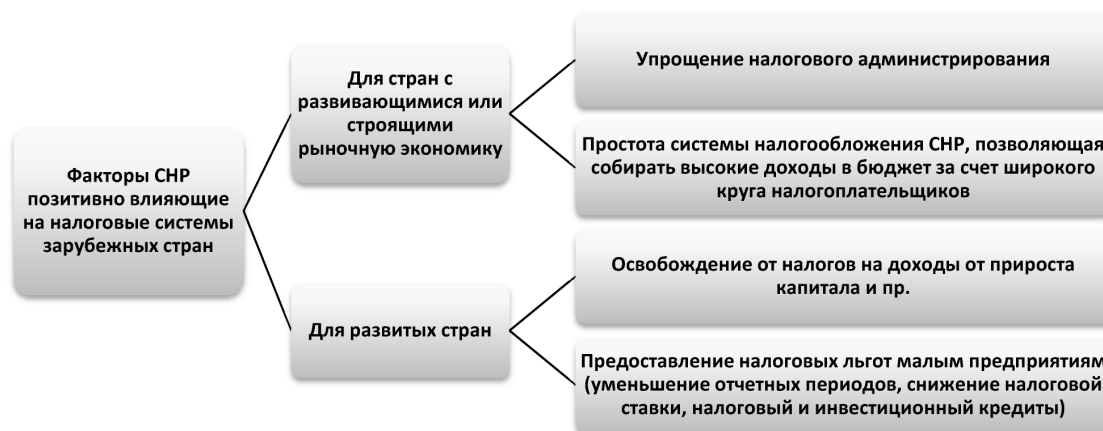 Факторы СНР
позитивно влияющие
на налоговые системы
зарубежных стран
Для стран с
развивающимися или
строящими
рыночную экономику
Упрощение налогового администрирования
Простота системы налогообложения СНР, позволяющая
собирать высокие доходы в бюджет за счет широкого
круга налогоплательщиков
Для развитых стран
Освобождение от налогов на доходы от прироста
капитала и пр.
Предоставление налоговых льгот малым предприятиям
(уменьшение отчетных периодов, снижение налоговой
ставки, налоговый и инвестиционный кредиты)